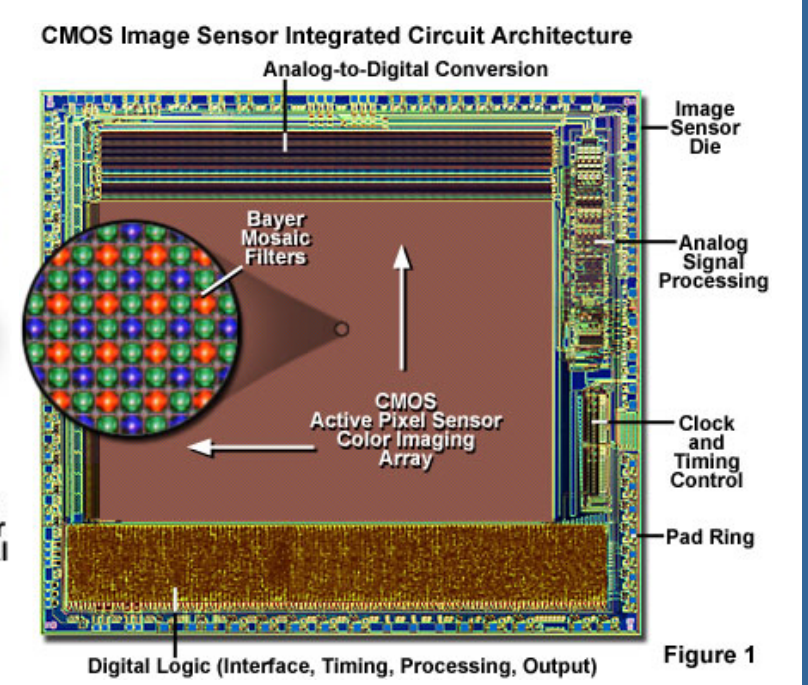 CMOS Image Sensor Integrated Circuit Architecture
Analog-to-Digital Conversion
Image
Sensor
Die
Bayer
Mosaic
Filters
Analog
Signal
Processing
CMOS
Active Pixel Sensor
Color Imaging
Array
Clock
and
Timing
Control
Pad Ring
Digital Logic (Interface, Timing, Processing, Output)
Figure 1